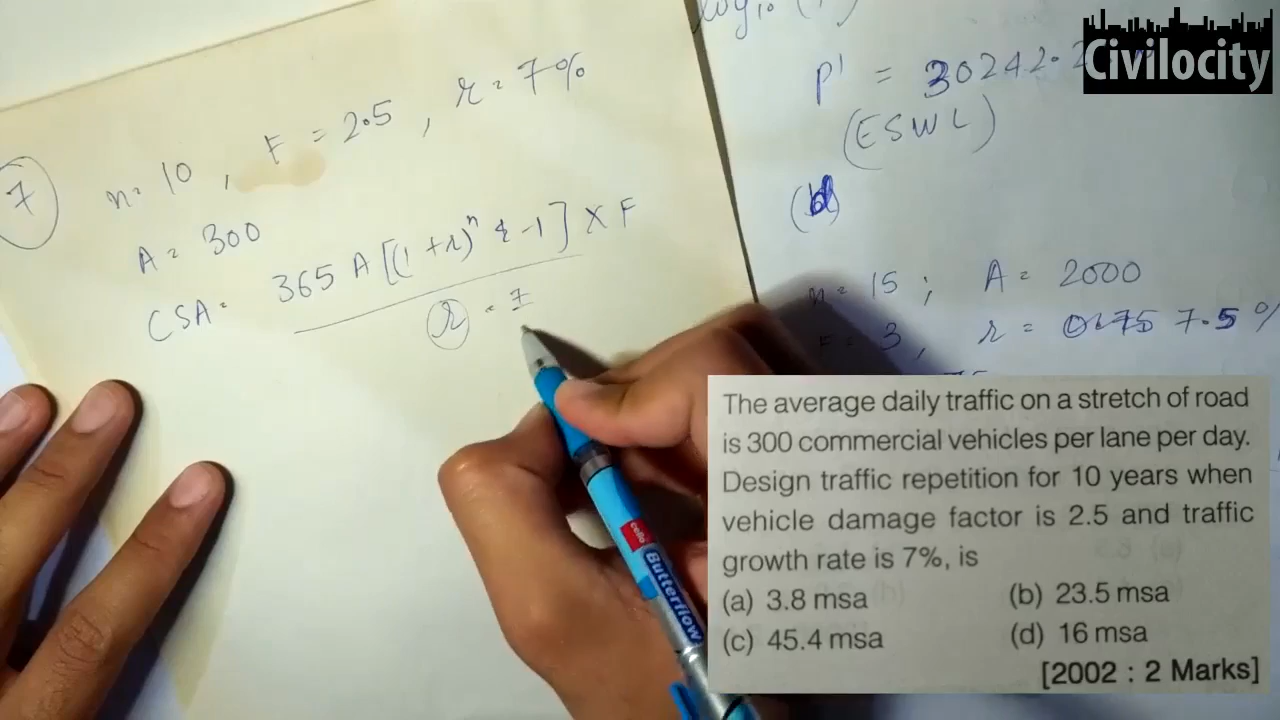 7
n = 10 , F = 2.5 , r = 7%
A = 300
CSA = 365 A [(1 + r)ⁿ - 1] X F
r = 7
log10 (
P' = 30242.2
(ESWL)
(d)
n = 15 ; A = 2000
F = 3 , r = 7.5 %
Civilocity
The average daily traffic on a stretch of road
is 300 commercial vehicles per lane per day.
Design traffic repetition for 10 years when
vehicle damage factor is 2.5 and traffic
growth rate is 7%, is
(a) 3.8 msa (b) 23.5 msa
(c) 45.4 msa (d) 16 msa
[2002 : 2 Marks]
cello
Butterflow